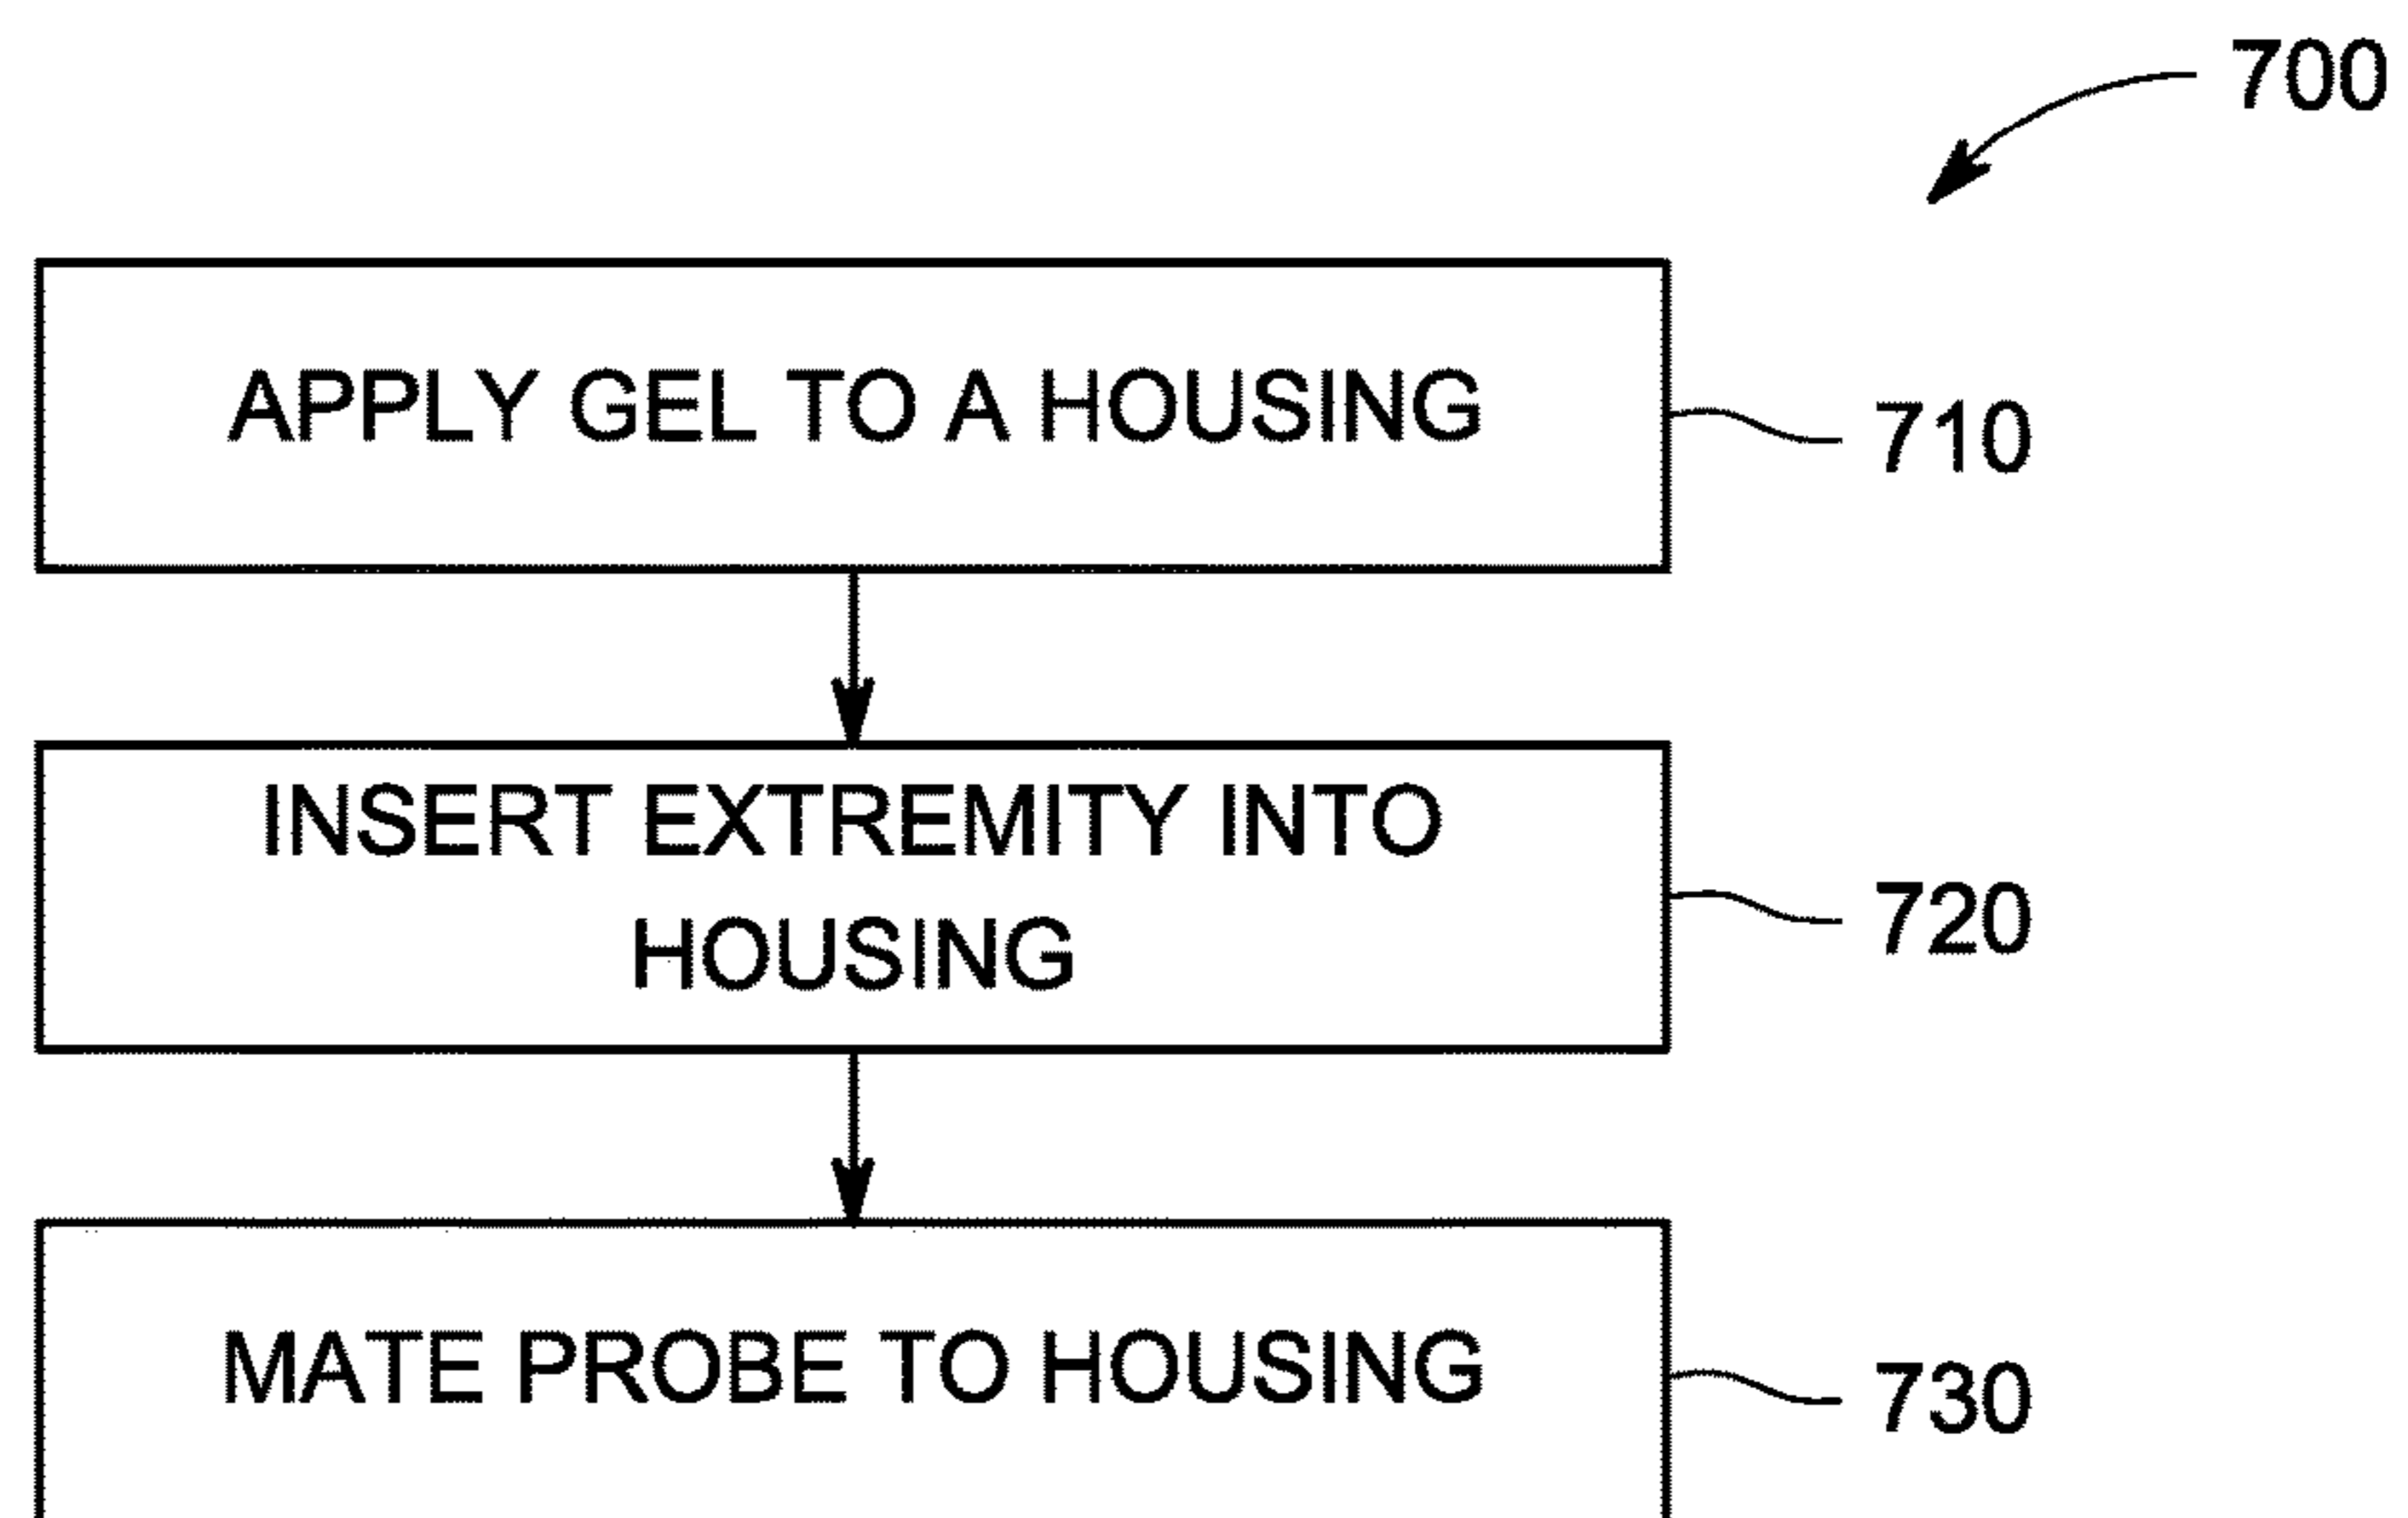 700
APPLY GEL TO A HOUSING
710
INSERT EXTREMITY INTO
HOUSING
720
MATE PROBE TO HOUSING
730